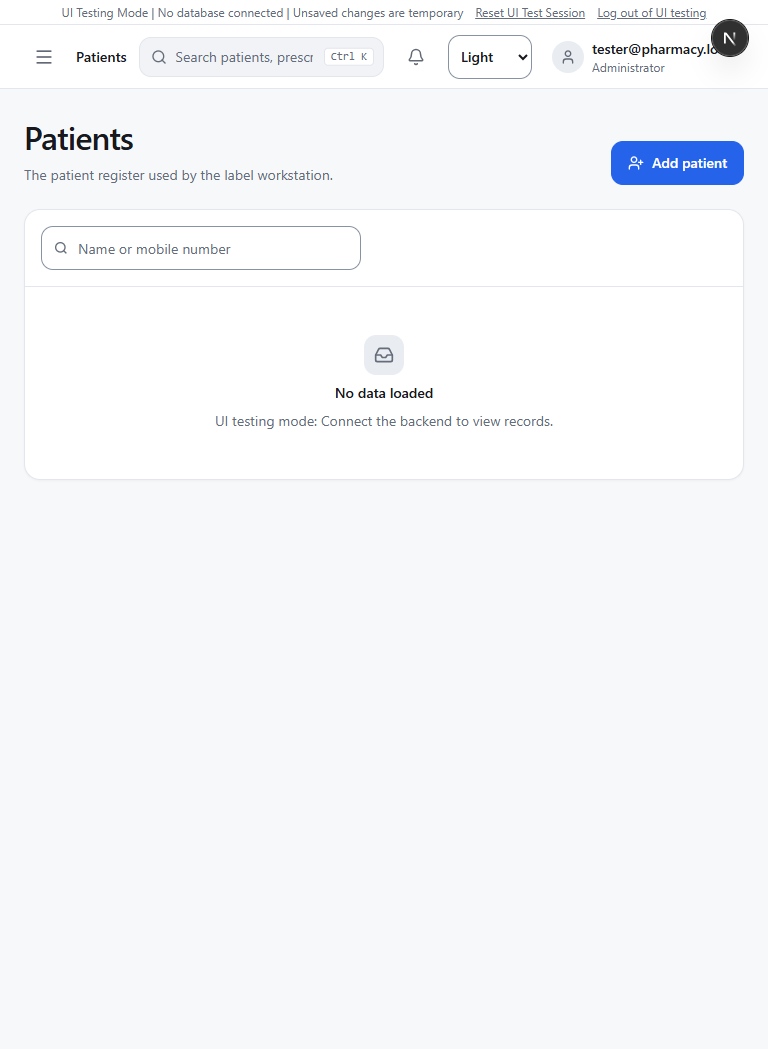 UI Testing Mode | No database connected | Unsaved changes are temporary Reset UI Test Session Log out of UI testing
Patients
Search patients, prescr
Ctrl K
Light
tester@pharmacy.lo
Administrator
N
Patients
The patient register used by the label workstation.
Add patient
Name or mobile number
No data loaded
UI testing mode: Connect the backend to view records.